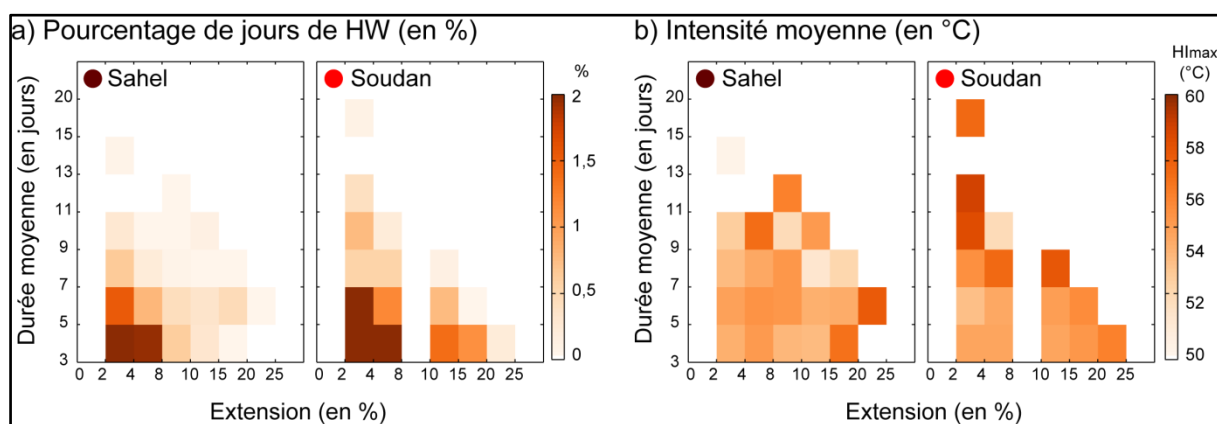 a) Pourcentage de jours de HW (en %)
b) Intensité moyenne (en °C)
Sahel
Soudan
%
Sahel
Soudan
HImax
(°C)
Durée moyenne (en jours)
20
15
13
11
9
7
5
3
2
1,5
1
0,5
0
Durée moyenne (en jours)
20
15
13
11
9
7
5
3
60
58
56
54
52
50
0 2 4 8 10 15 20 25
0 2 4 8 10 15 20 25
0 2 4 8 10 15 20 25
0 2 4 8 10 15 20 25
Extension (en %)
Extension (en %)